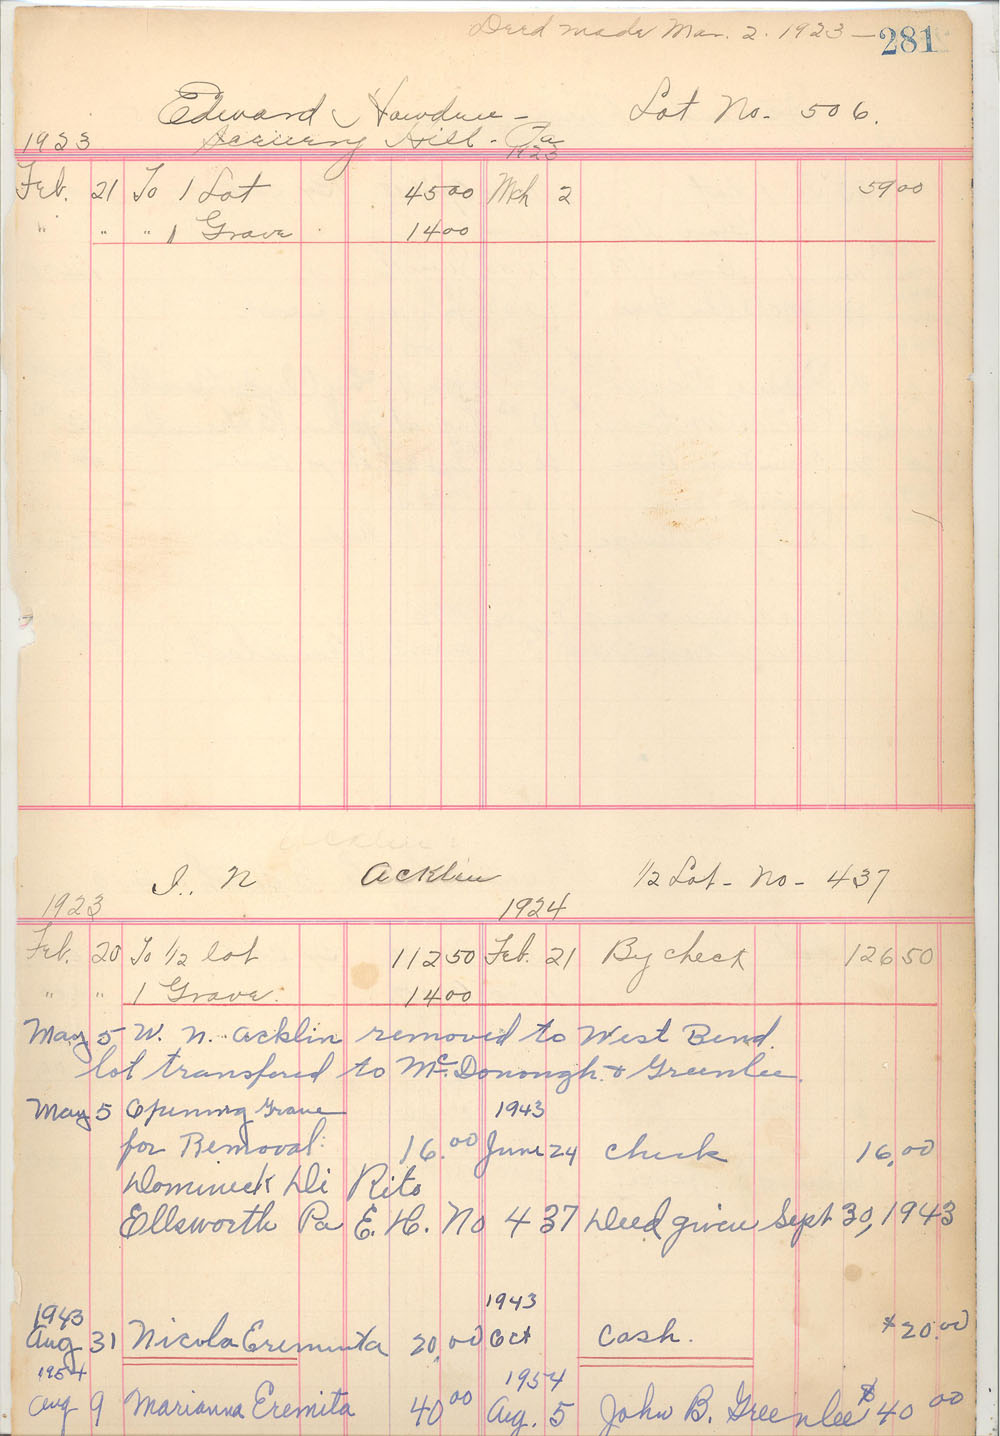 Deed made Mar. 2. 1923 — 281
Edward Lot No. 506.
1923 Scenery Hill - Pa
1923
Feb. 21 To 1 Lot 45 00 Mch 2 59 00
" " " 1 Grave 14 00
I.. N Acklin 1/2 Lot - No - 437
1923 1924
Feb. 20 To 1/2 lot 112 50 Feb. 21 By check 126 50
" " 1 Grave. 14 00
May 5 W. N. Acklin removed to West Bend.
lot transfered to Mc.Donough & Greenlee.
May 5 Opening Grave 1943
for Removal: 16.00 June 24 check 16.00
Domineck Di Rito
Ellsworth Pa E. H. No 437 Deed given Sept 30, 1943
1943 1943
Aug 31 Nicola Eremita 20.00 Oct cash. $20.00
1954 1954
Aug 9 Marianna Eremita 40 00 Aug. 5 John B. Greenlee $40 00